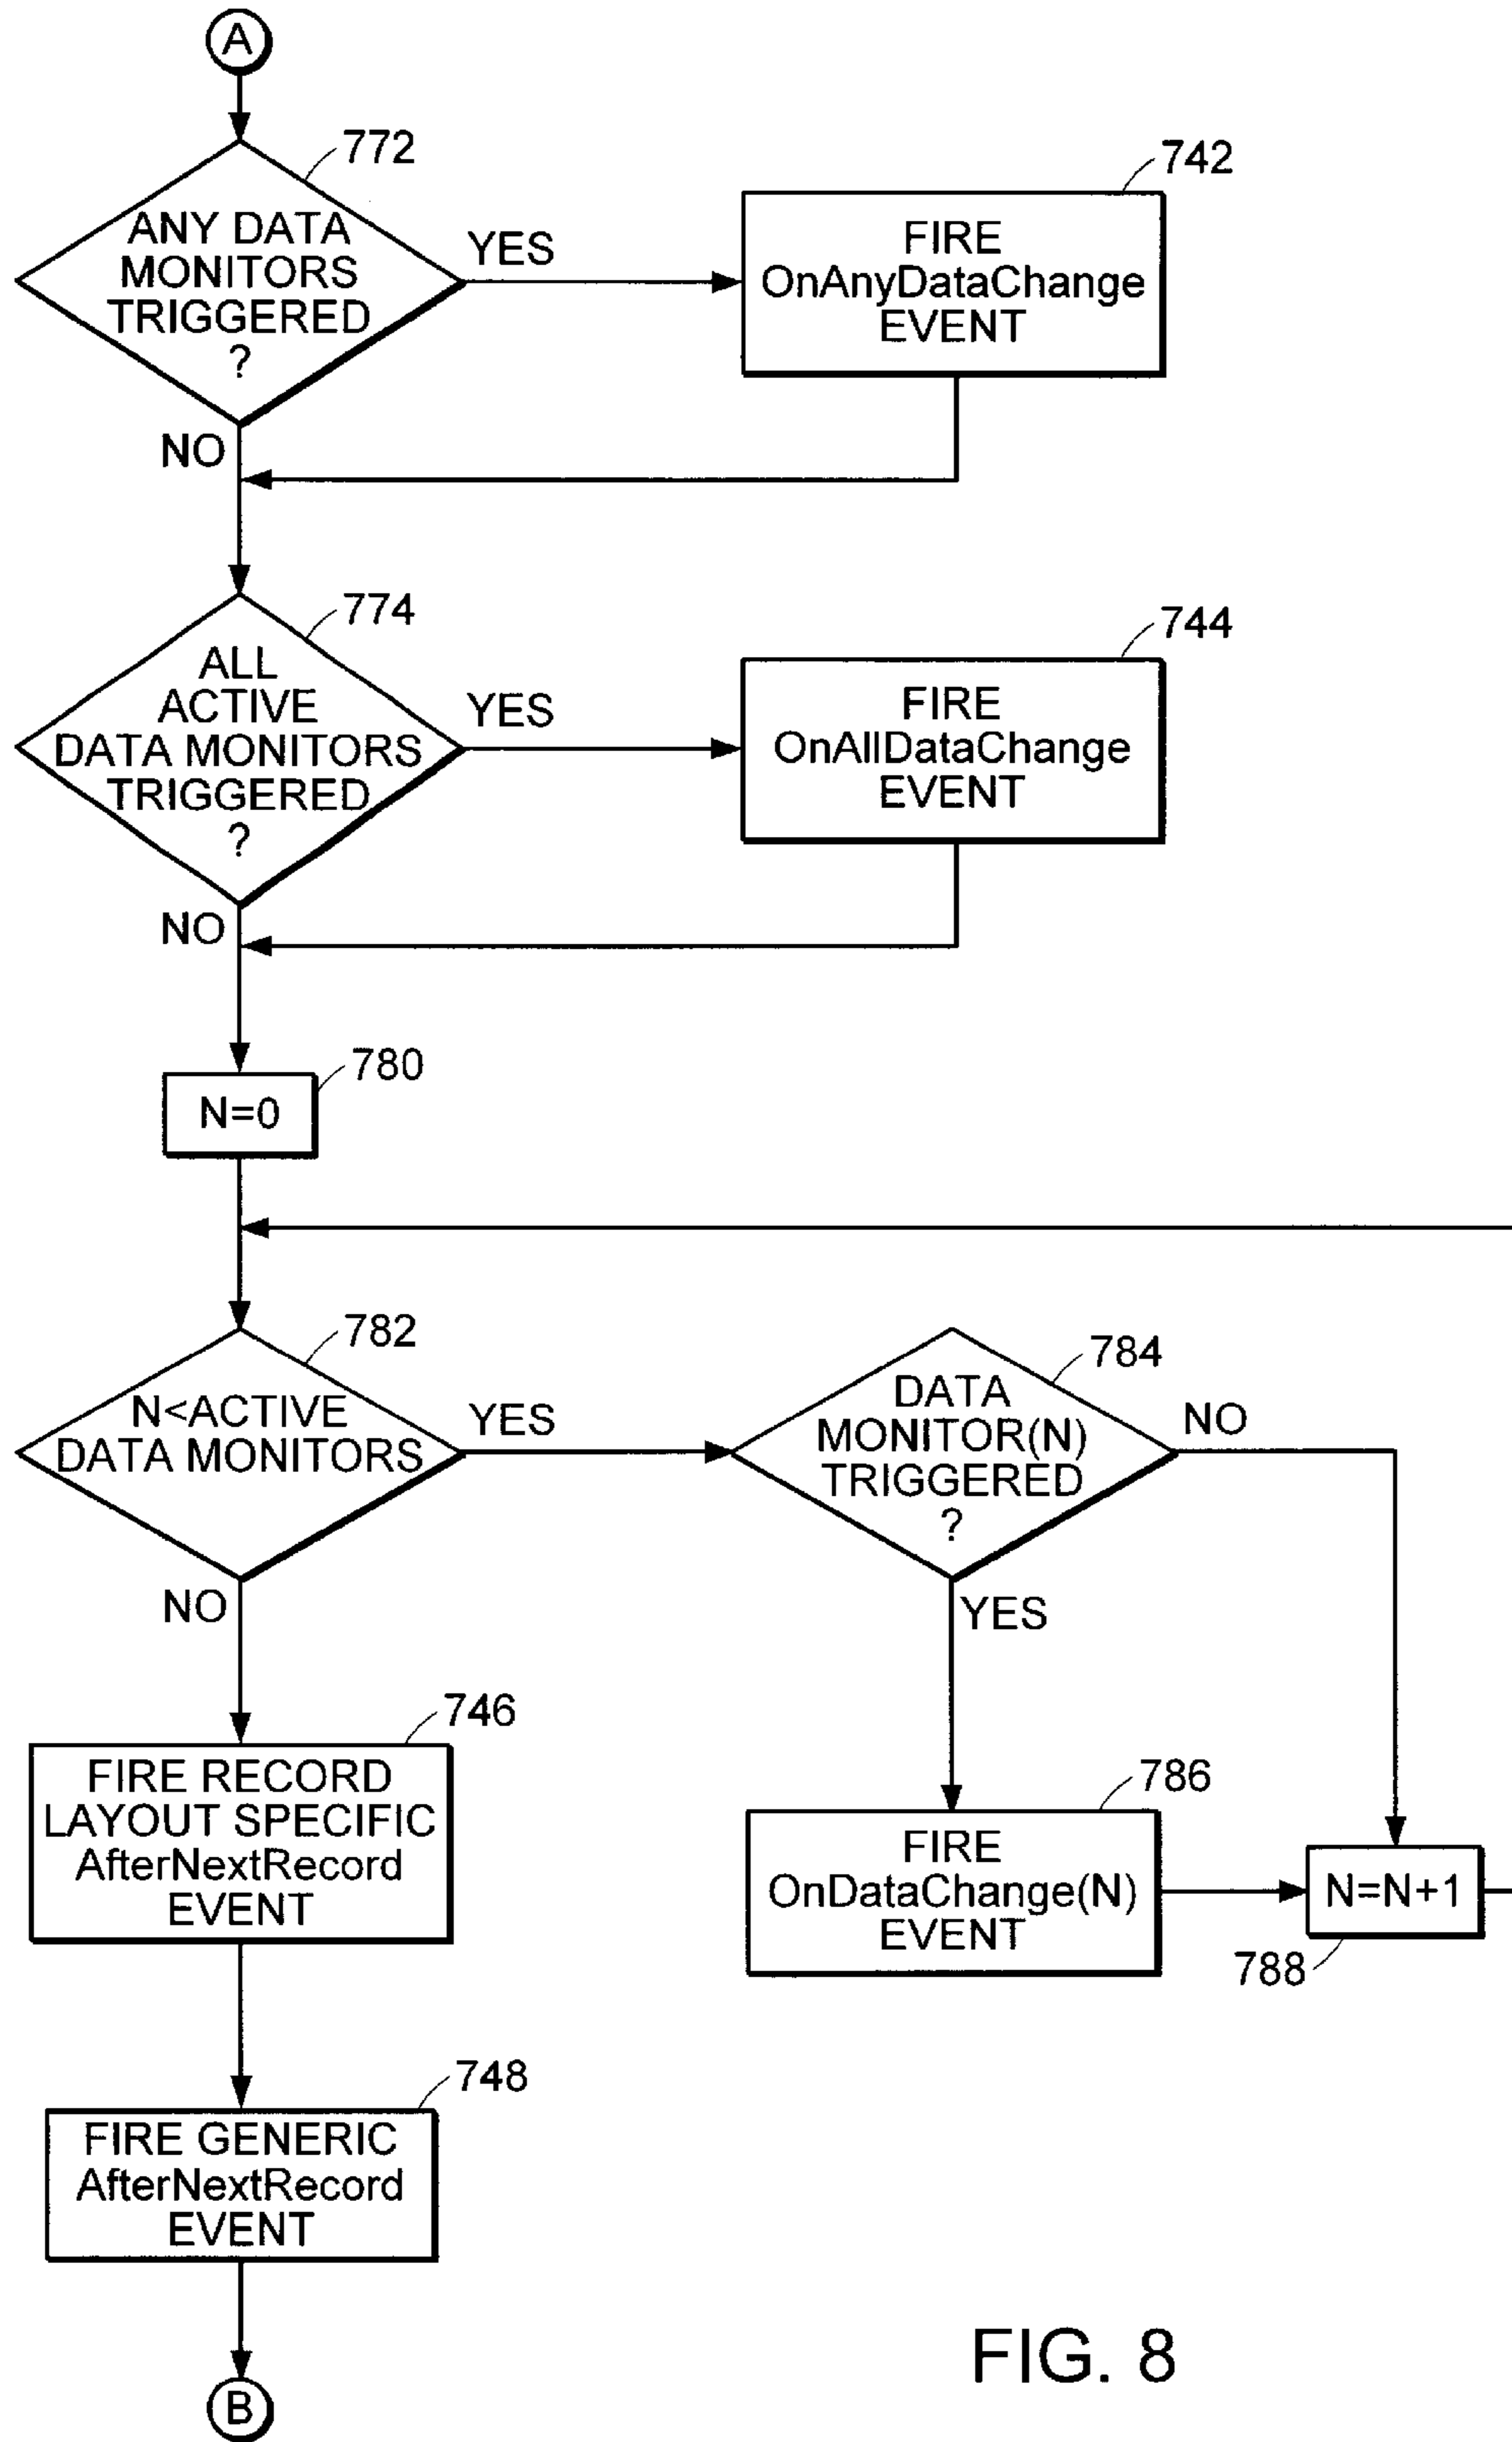 A
772
ANY DATA
MONITORS
TRIGGERED
?
YES
NO
742
FIRE
OnAnyDataChange
EVENT
774
ALL
ACTIVE
DATA MONITORS
TRIGGERED
?
YES
NO
744
FIRE
OnAllDataChange
EVENT
780
N=0
782
N<ACTIVE
DATA MONITORS
YES
NO
784
DATA
MONITOR(N)
TRIGGERED
?
NO
YES
746
FIRE RECORD
LAYOUT SPECIFIC
AfterNextRecord
EVENT
786
FIRE
OnDataChange(N)
EVENT
N=N+1
788
748
FIRE GENERIC
AfterNextRecord
EVENT
B
FIG. 8